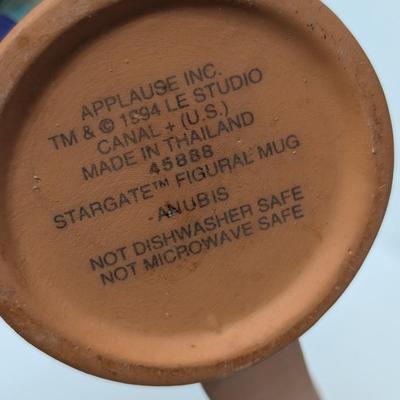 APPLAUSE INC.
TM & © 1994 LE STUDIO
CANAL + (U.S.)
MADE IN THAILAND
45888
STARGATE™ FIGURAL MUG
ANUBIS
NOT DISHWASHER SAFE
NOT MICROWAVE SAFE